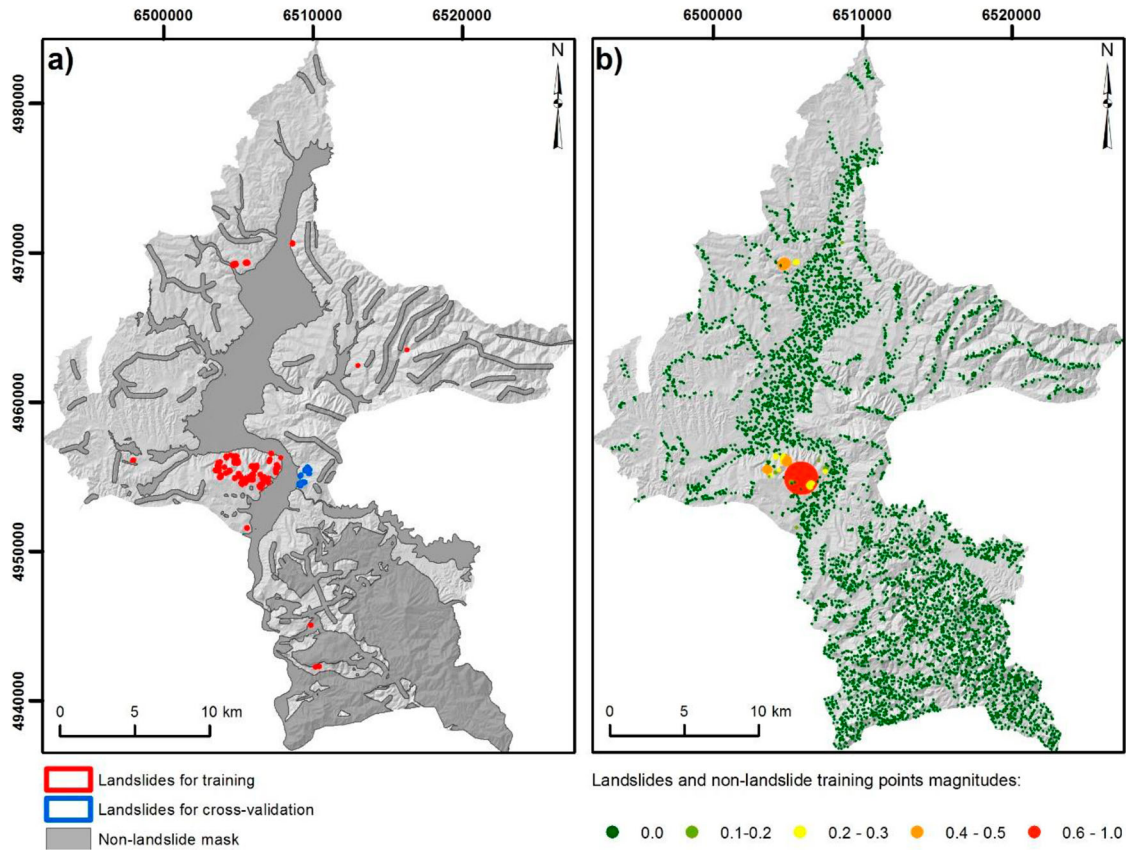 6500000 6510000 6520000
6500000 6510000 6520000
a)
N
b)
N
4980000
4970000
4960000
4950000
4940000
0 5 10 km
0 5 10 km
Landslides for training
Landslides for cross-validation
Non-landslide mask
Landslides and non-landslide training points magnitudes:
0.0 0.1-0.2 0.2 - 0.3 0.4 - 0.5 0.6 - 1.0